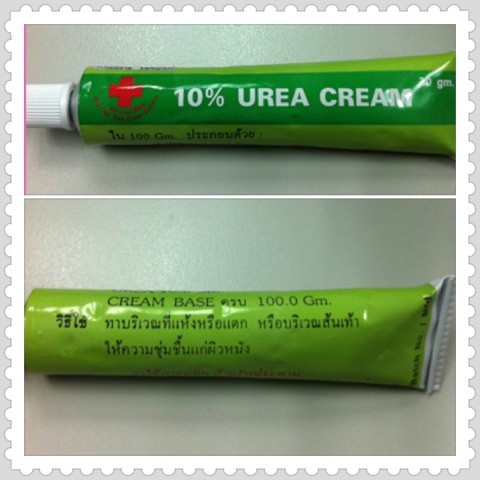 10% UREA CREAM
gm.
ใน 100 Gm. ประกอบด้วย :
CREAM BASE ครบ 100.0 Gm.
วิธีใช้ ทาบริเวณที่แห้งหรือแตก หรือบริเวณส้นเท้า
ให้ความชุ่มชื้นแก่ผิวหนัง
Batch No.